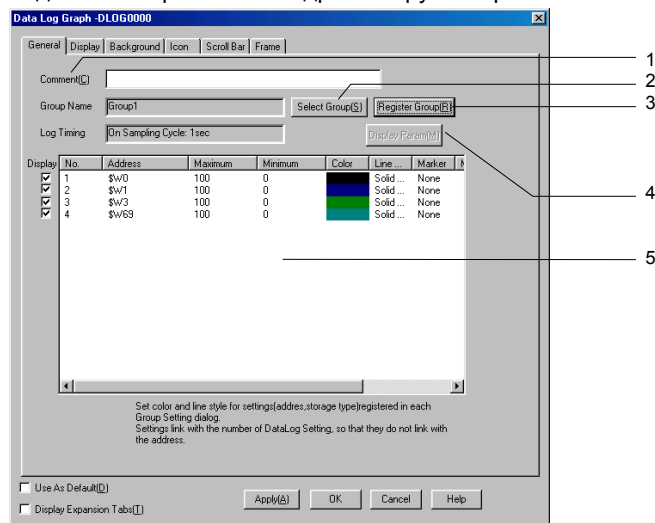 Data Log Graph -DLOG0000
General Display Background Icon Scroll Bar Frame
Comment(C)
1
2
Group Name Group1 Select Group(S) Register Group(R)
3
Log Timing On Sampling Cycle: 1sec Display Param(M)
Display No. Address Maximum Minimum Color Line ... Marker
1 $W0 100 0 Solid ... None
2 $W1 100 0 Solid ... None
3 $W3 100 0 Solid ... None
4 $W69 100 0 Solid ... None
4
5
Set color and line style for settings(addres,storage type)registered in each
Group Setting dialog.
Settings link with the number of DataLog Setting, so that they do not link with
the address.
Use As Default(D)
Display Expansion Tabs(T)
Apply(A) OK Cancel Help